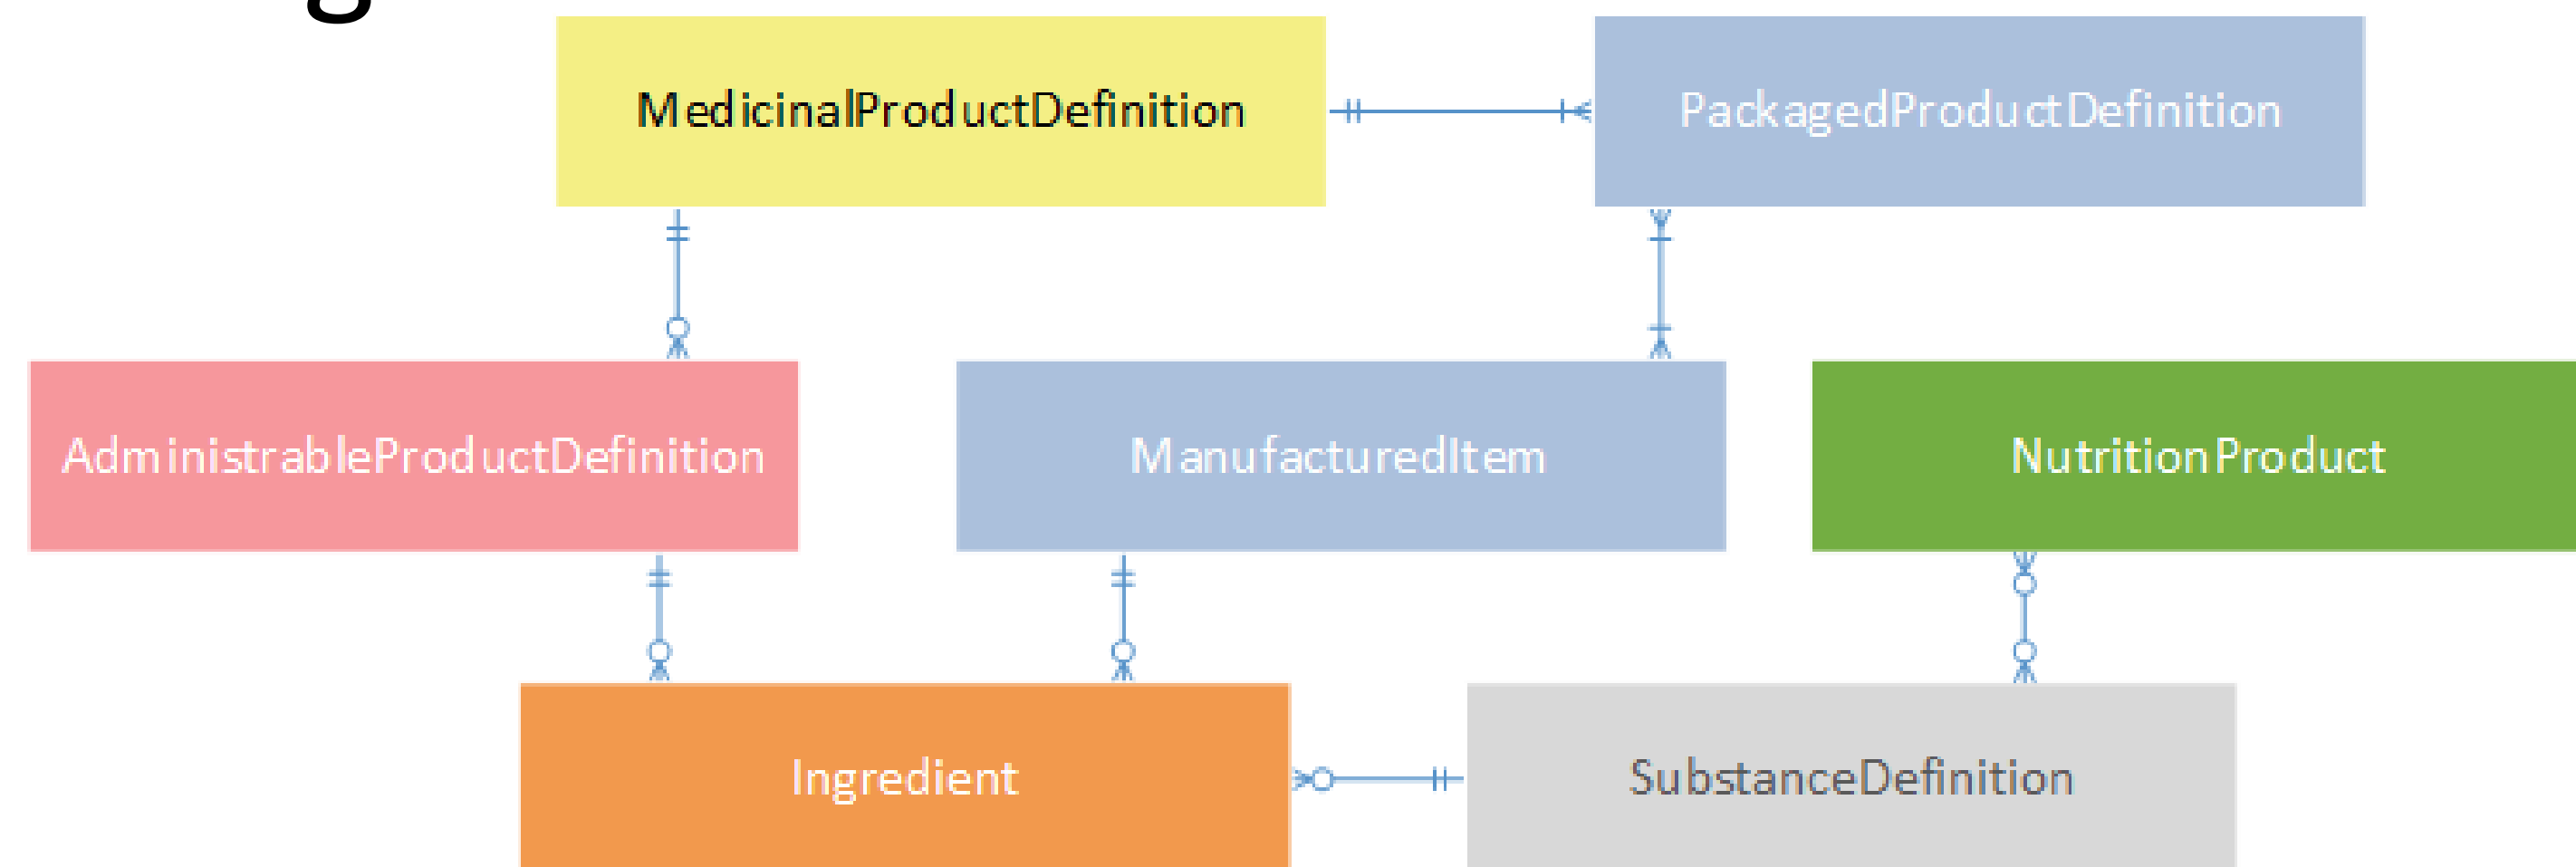 MedicinalProductDefinition
PackagedProductDefinition
AdministrableProductDefinition
ManufacturedItem
NutritionProduct
Ingredient
SubstanceDefinition